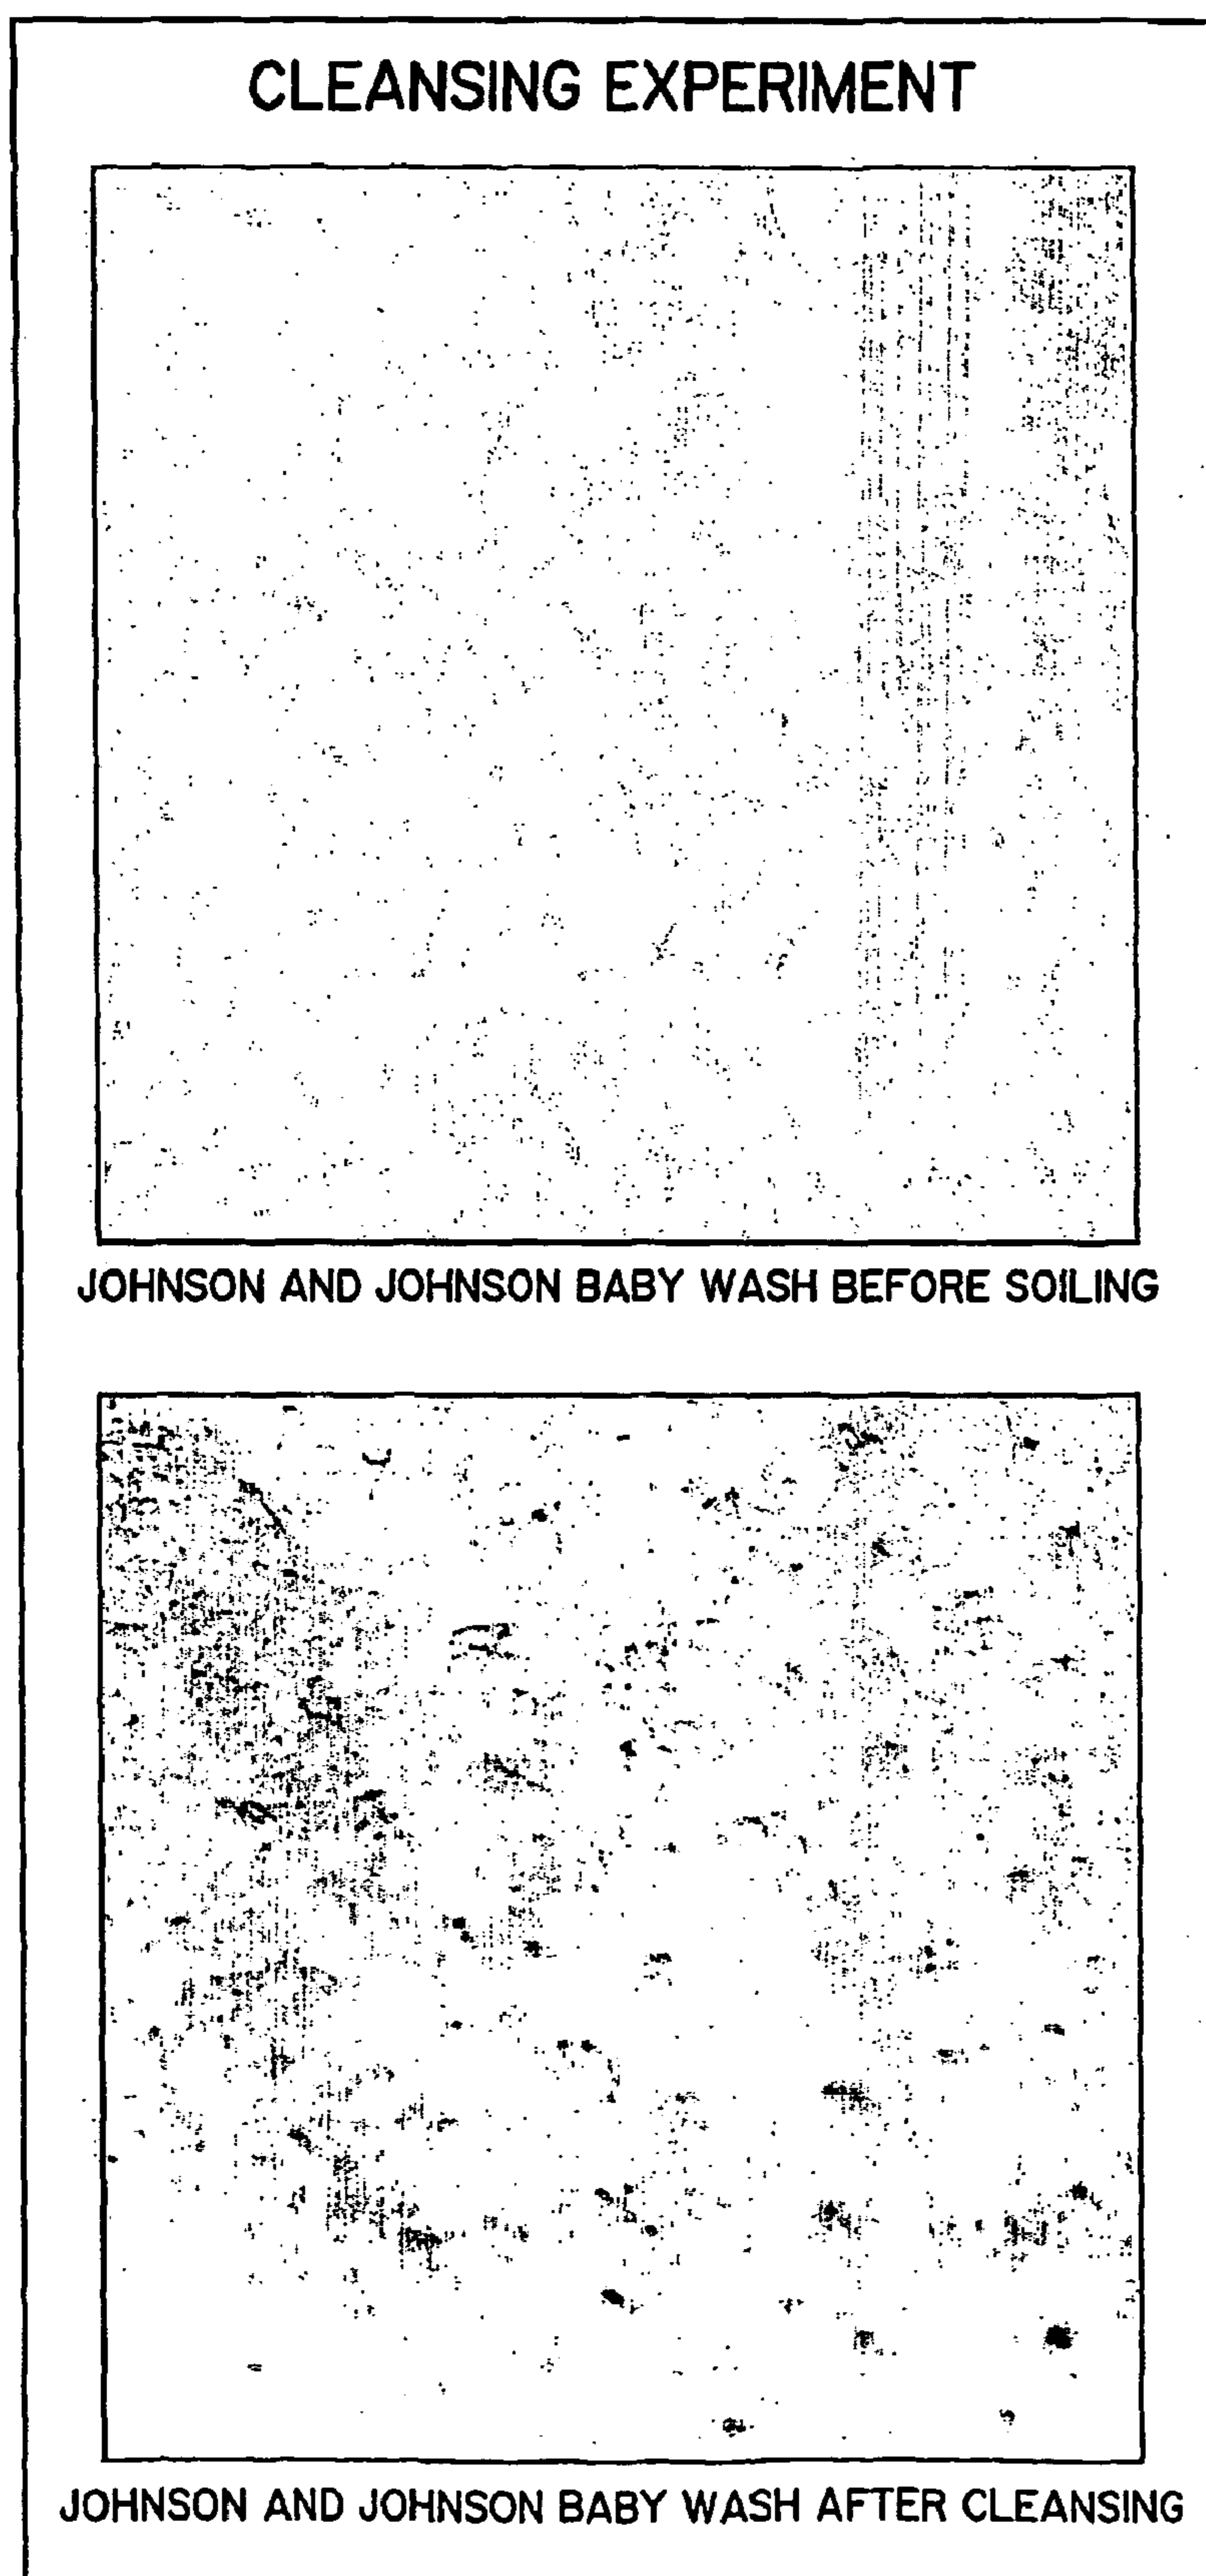 CLEANSING EXPERIMENT
JOHNSON AND JOHNSON BABY WASH BEFORE SOILING
JOHNSON AND JOHNSON BABY WASH AFTER CLEANSING